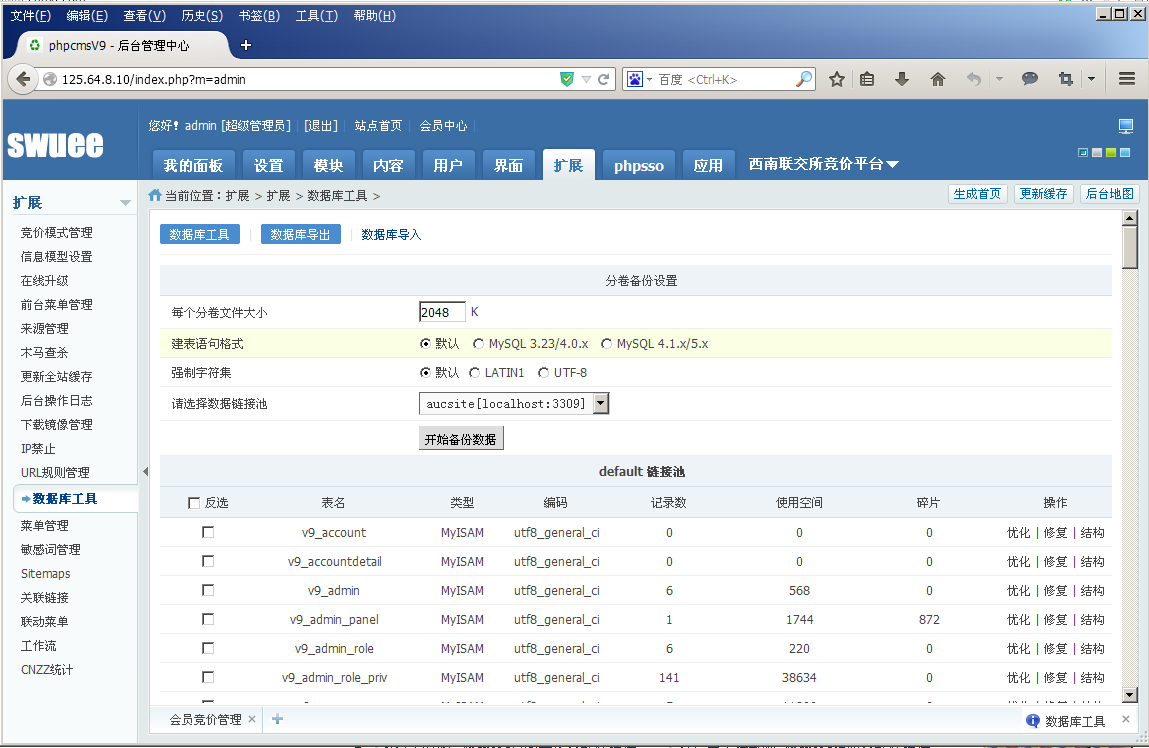 文件(F) 编辑(E) 查看(V) 历史(S) 书签(B) 工具(T) 帮助(H)
phpcmsV9 - 后台管理中心
125.64.8.10/index.php?m=admin 百度 <Ctrl+K>
swuee
您好! admin [超级管理员] [退出] 站点首页 会员中心
我的面板 设置 模块 内容 用户 界面 扩展 phpsso 应用 西南联交所竞价平台
当前位置：扩展 > 扩展 > 数据库工具 >
生成首页 更新缓存 后台地图
扩展
竞价模式管理
信息模型设置
在线升级
前台菜单管理
来源管理
木马查杀
更新全站缓存
后台操作日志
下载镜像管理
IP禁止
URL规则管理
数据库工具
菜单管理
敏感词管理
Sitemaps
关联链接
联动菜单
工作流
CNZZ统计
数据库工具 数据库导出 数据库导入
分卷备份设置
每个分卷文件大小 2048 K
建表语句格式 默认 MySQL 3.23/4.0.x MySQL 4.1.x/5.x
强制字符集 默认 LATIN1 UTF-8
请选择数据链接池 aucsite[localhost:3309]
开始备份数据
default 链接池
反选 表名 类型 编码 记录数 使用空间 碎片 操作
v9_account MyISAM utf8_general_ci 0 0 0 优化 | 修复 | 结构
v9_accountdetail MyISAM utf8_general_ci 0 0 0 优化 | 修复 | 结构
v9_admin MyISAM utf8_general_ci 6 568 0 优化 | 修复 | 结构
v9_admin_panel MyISAM utf8_general_ci 1 1744 872 优化 | 修复 | 结构
v9_admin_role MyISAM utf8_general_ci 6 220 0 优化 | 修复 | 结构
v9_admin_role_priv MyISAM utf8_general_ci 141 38634 0 优化 | 修复 | 结构
会员竞价管理 数据库工具